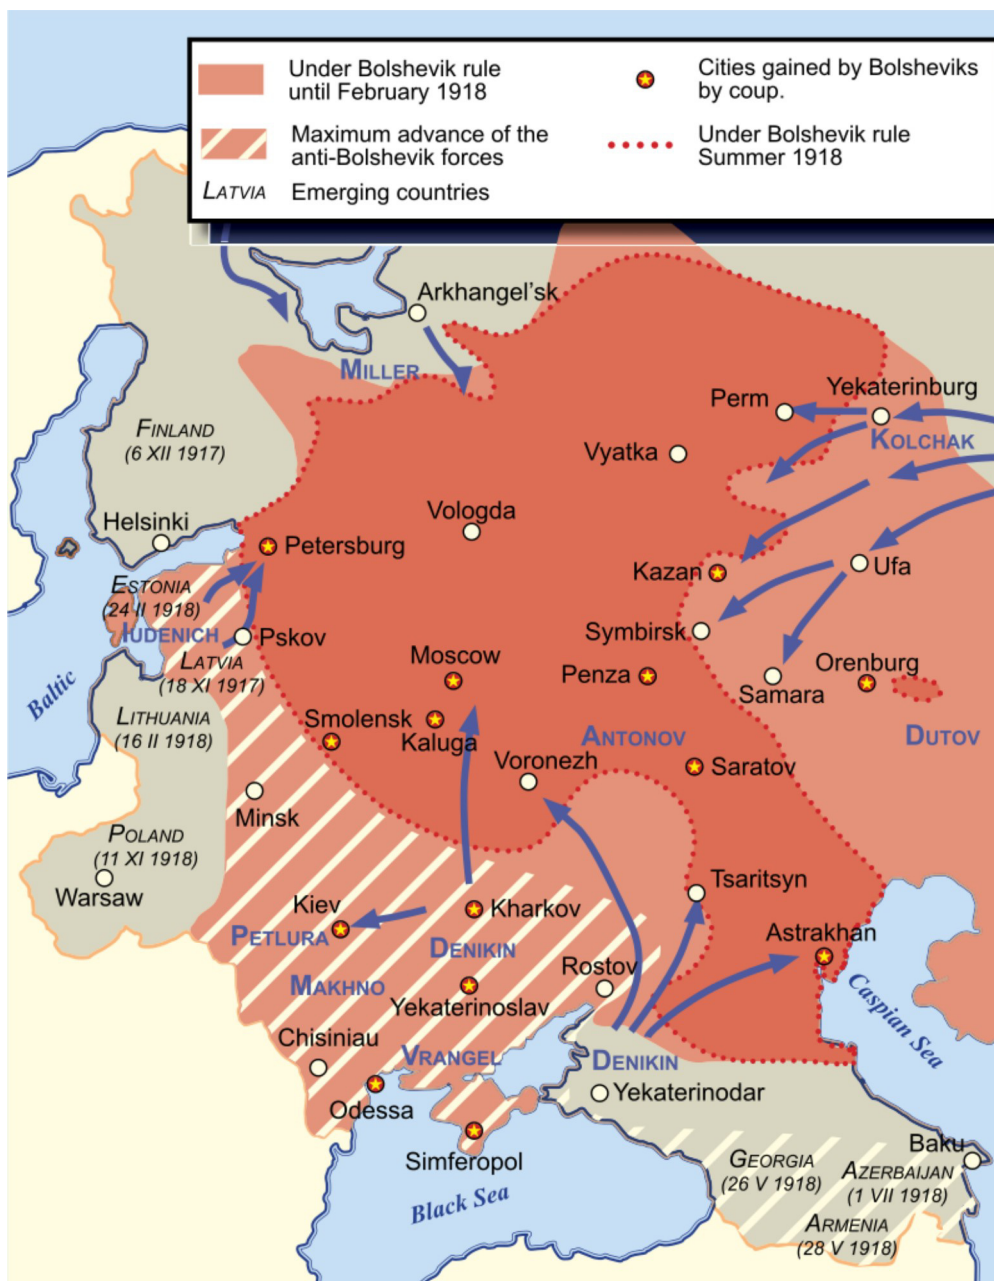 Under Bolshevik rule
until February 1918
Cities gained by Bolsheviks
by coup.
Maximum advance of the
anti-Bolshevik forces
Under Bolshevik rule
Summer 1918
LATVIA
Emerging countries
Arkhangel'sk
MILLER
Perm
Yekaterinburg
KOLCHAK
FINLAND
(6 XII 1917)
Vyatka
Vologda
Helsinki
Petersburg
Kazan
Ufa
ESTONIA
(24 II 1918)
IUDENICH
Pskov
Symbirsk
LATVIA
(18 XI 1917)
Moscow
Penza
Orenburg
Samara
Baltic
LITHUANIA
(16 II 1918)
Smolensk
Kaluga
ANTONOV
DUTOV
Voronezh
Saratov
Minsk
POLAND
(11 XI 1918)
Warsaw
Tsaritsyn
Kiev
Kharkov
PETLURA
DENIKIN
Astrakhan
Rostov
MAKHNO
Yekaterinoslav
Caspian Sea
Chisiniau
VRANGEL
DENIKIN
Yekaterinodar
Odessa
Simferopol
Baku
GEORGIA
(26 V 1918)
AZERBAIJAN
(1 VII 1918)
Black Sea
ARMENIA
(28 V 1918)